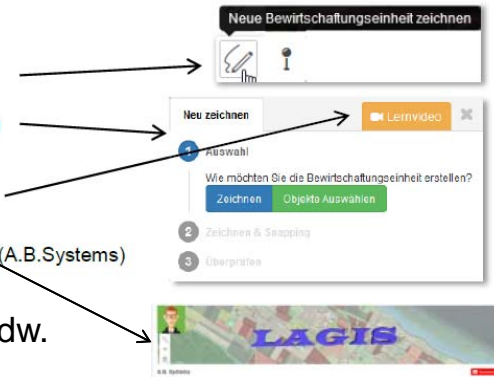 Neue Bewirtschaftungseinheit zeichnen
Neu zeichnen
Lernvideo
1 Auswahl
Wie möchten Sie die Bewirtschaftungseinheit erstellen?
Zeichnen Objekte Auswählen
2 Zeichnen & Snapping
3 Überprüfen
(A.B.Systems)
dw.
LAGIS
A.B. Systems